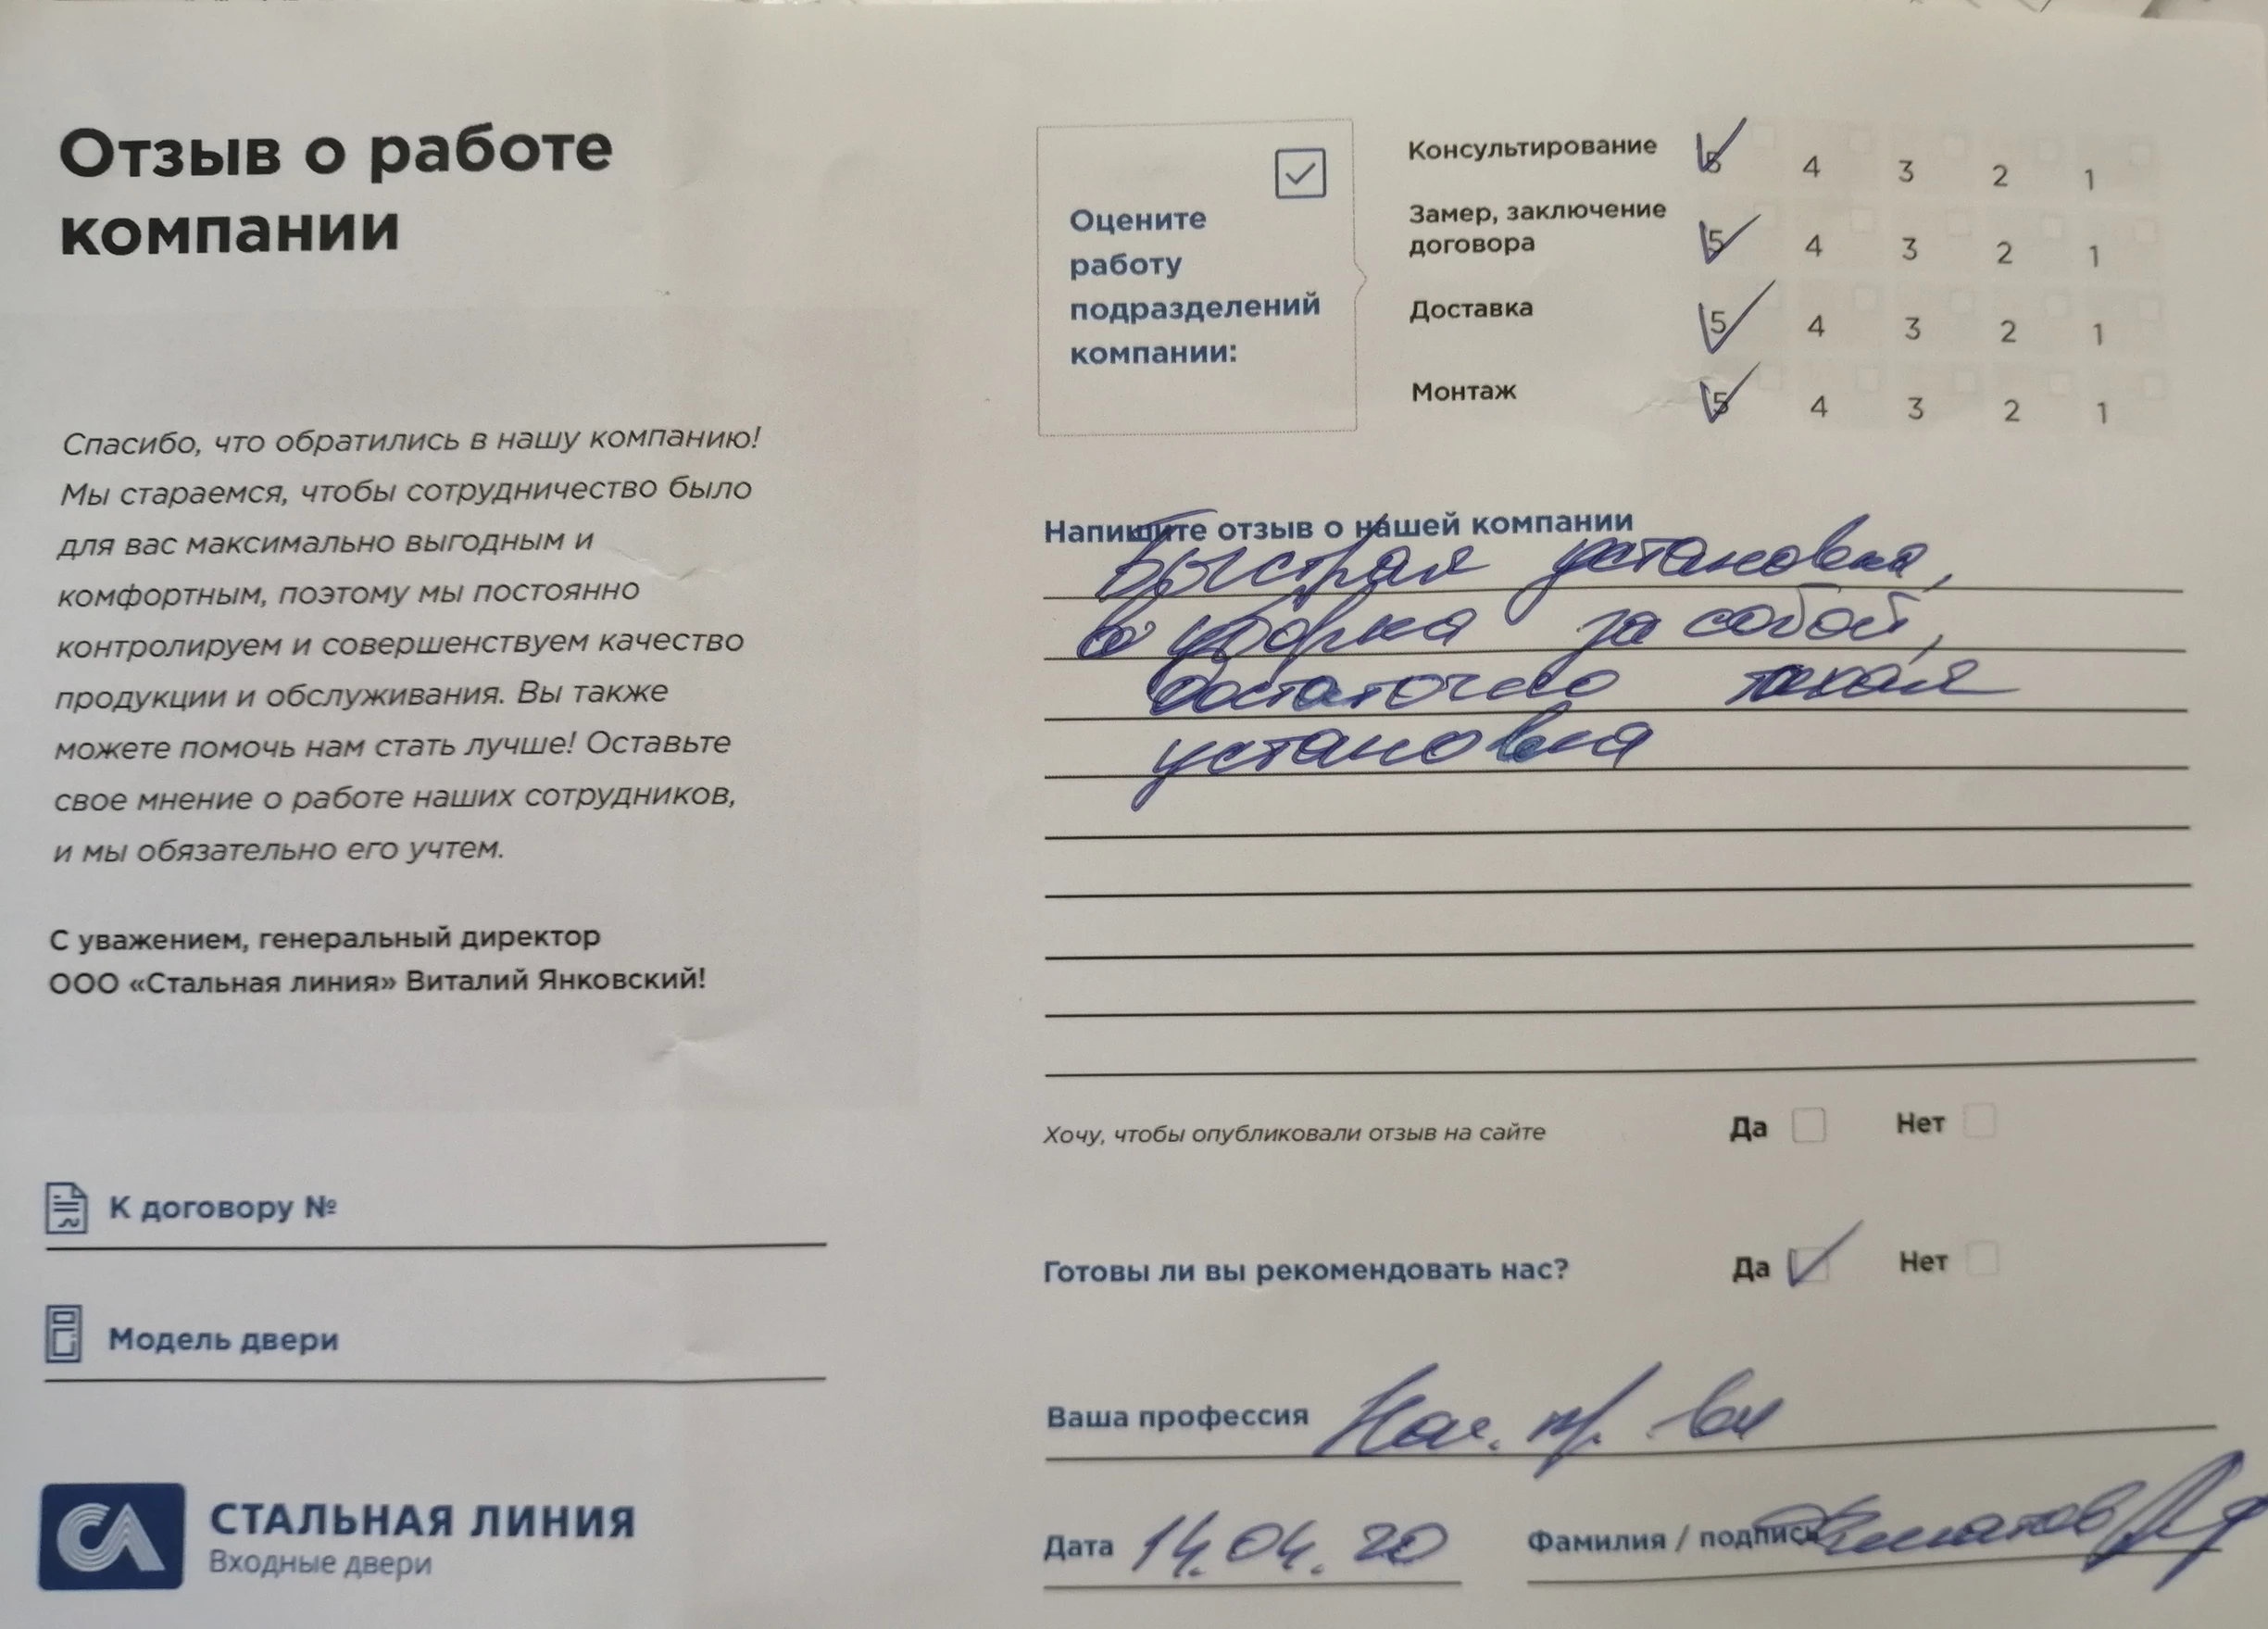 Отзыв о работе
компании
Спасибо, что обратились в нашу компанию!
Мы стараемся, чтобы сотрудничество было
для вас максимально выгодным и
комфортным, поэтому мы постоянно
контролируем и совершенствуем качество
продукции и обслуживания. Вы также
можете помочь нам стать лучше! Оставьте
свое мнение о работе наших сотрудников,
и мы обязательно его учтем.
С уважением, генеральный директор
ООО «Стальная линия» Виталий Янковский!
К договору №
Модель двери
СТАЛЬНАЯ ЛИНИЯ
Входные двери
Оцените
работу
подразделений
компании:
Консультирование 5 4 3 2 1
Замер, заключение
договора 5 4 3 2 1
Доставка 5 4 3 2 1
Монтаж 5 4 3 2 1
Напишите отзыв о нашей компании
Быстрая установка,
уборка за собой,
достаточно тихая
установка
Хочу, чтобы опубликовали отзыв на сайте Да Нет
Готовы ли вы рекомендовать нас? Да Нет
Ваша профессия Нач. пр.
Дата 14.04.20 Фамилия / подпись